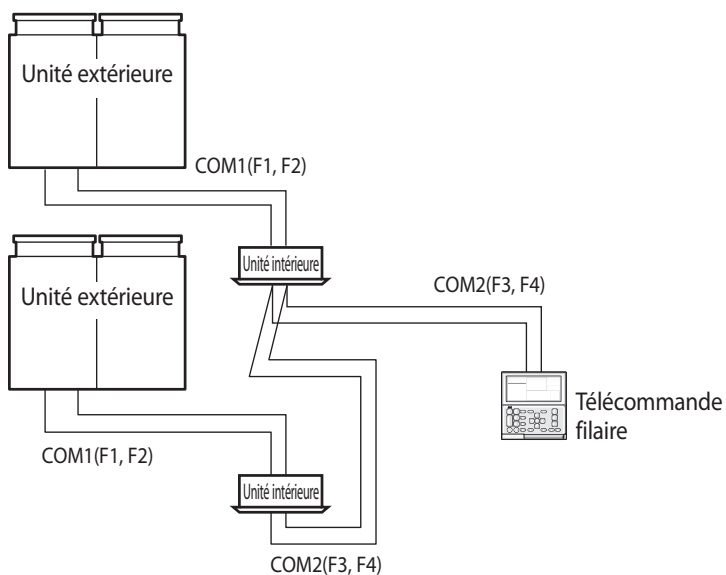 Unité extérieure
COM1(F1, F2)
Unité intérieure
COM2(F3, F4)
Unité extérieure
Télécommande
filaire
COM1(F1, F2)
Unité intérieure
COM2(F3, F4)